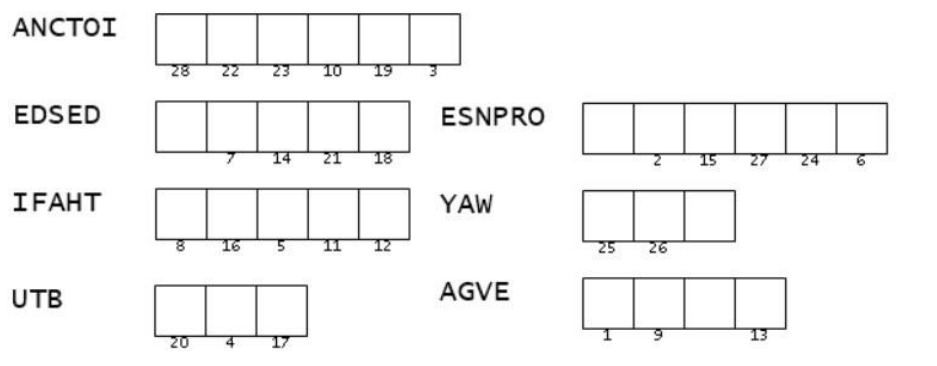 ANCTOI
28 22 23 10 19 3
EDSED
7 14 21 18
ESNPRO
2 15 27 24 6
IFAHT
8 16 5 11 12
YAW
25 26
UTB
20 4 17
AGVE
1 9 13